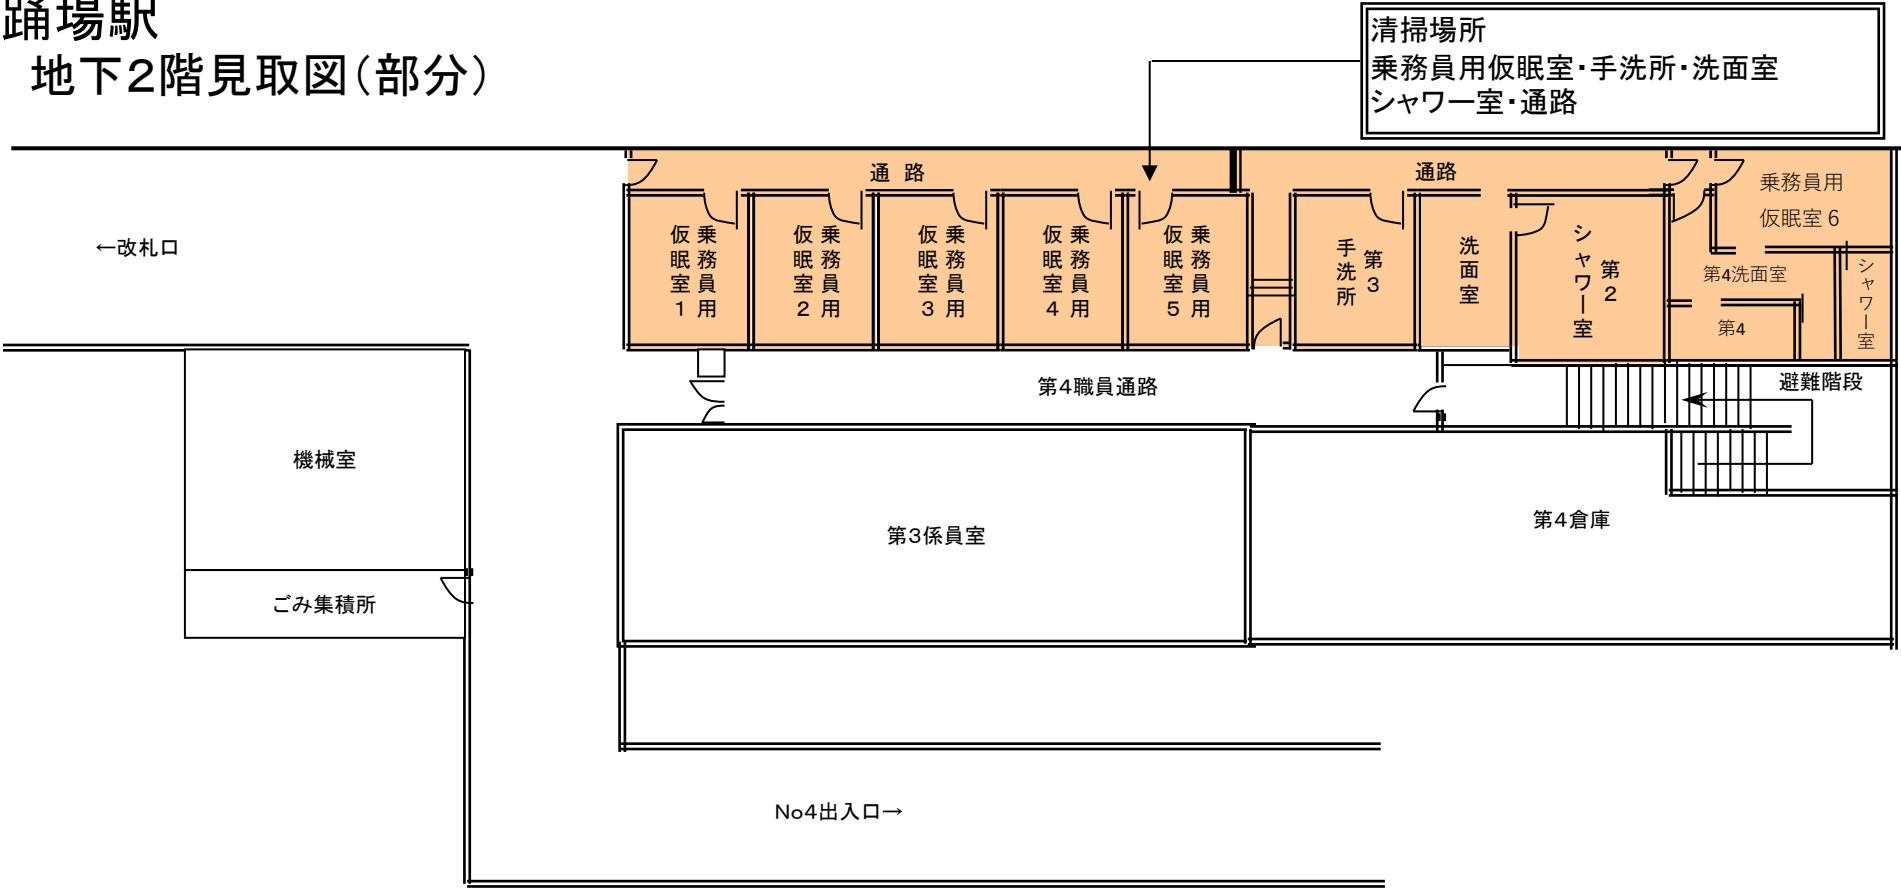 踊場駅
地下2階見取図(部分)
清掃場所
乗務員用仮眠室・手洗所・洗面室
シャワー室・通路
通 路
通路
乗務員用
仮眠室1
乗務員用
仮眠室2
乗務員用
仮眠室3
乗務員用
仮眠室4
乗務員用
仮眠室5
第3
手洗所
洗面室
第2
シャワー室
乗務員用
仮眠室6
第4洗面室
第4
シャワー室
←改札口
第4職員通路
避難階段
機械室
ごみ集積所
第3係員室
第4倉庫
No4出入口→